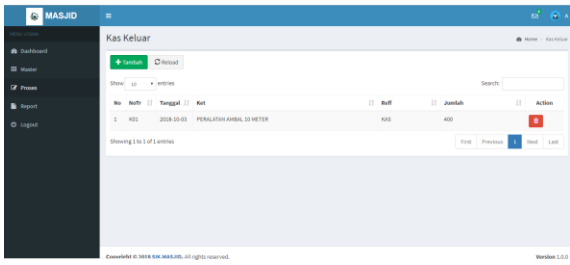 MASJID
MENU UTAMA
Dashboard
Master
Proses
Report
Logout
Kas Keluar
Home
Kas Keluar
Tambah Reload
Show 10 entries
Search:
No NoTr Tanggal Ket Reff Jumlah Action
1 K01 2018-10-03 PERALATAN AMBAL 10 METER KAS 400
Showing 1 to 1 of 1 entries
First Previous 1 Next Last
Copyright © 2018 SIK-MASJID. All rights reserved.
Version 1.0.0